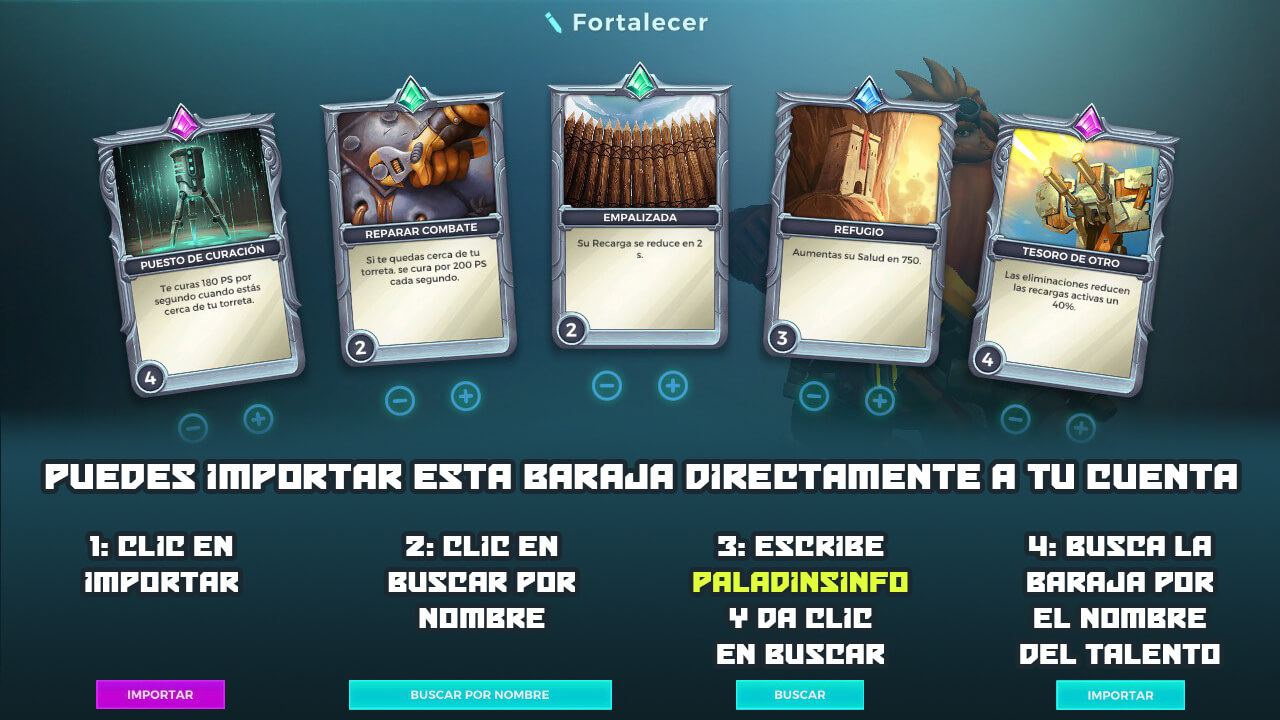 Fortalecer
PUESTO DE CURACIÓN
Te curas 180 PS por
segundo cuando estás
cerca de tu torreta.
4
REPARAR COMBATE
Si te quedas cerca de tu
torreta, se cura por 200 PS
cada segundo.
2
EMPALIZADA
Su Recarga se reduce en 2
s.
2
REFUGIO
Aumentas su Salud en 750.
3
TESORO DE OTRO
Las eliminaciones reducen
las recargas activas un
40%.
4
PUEDES IMPORTAR ESTA BARAJA DIRECTAMENTE A TU CUENTA
1: CLIC EN
IMPORTAR
IMPORTAR
2: CLIC EN
BUSCAR POR
NOMBRE
BUSCAR POR NOMBRE
3: ESCRIBE
PALADINSINFO
Y DA CLIC
EN BUSCAR
BUSCAR
4: BUSCA LA
BARAJA POR
EL NOMBRE
DEL TALENTO
IMPORTAR